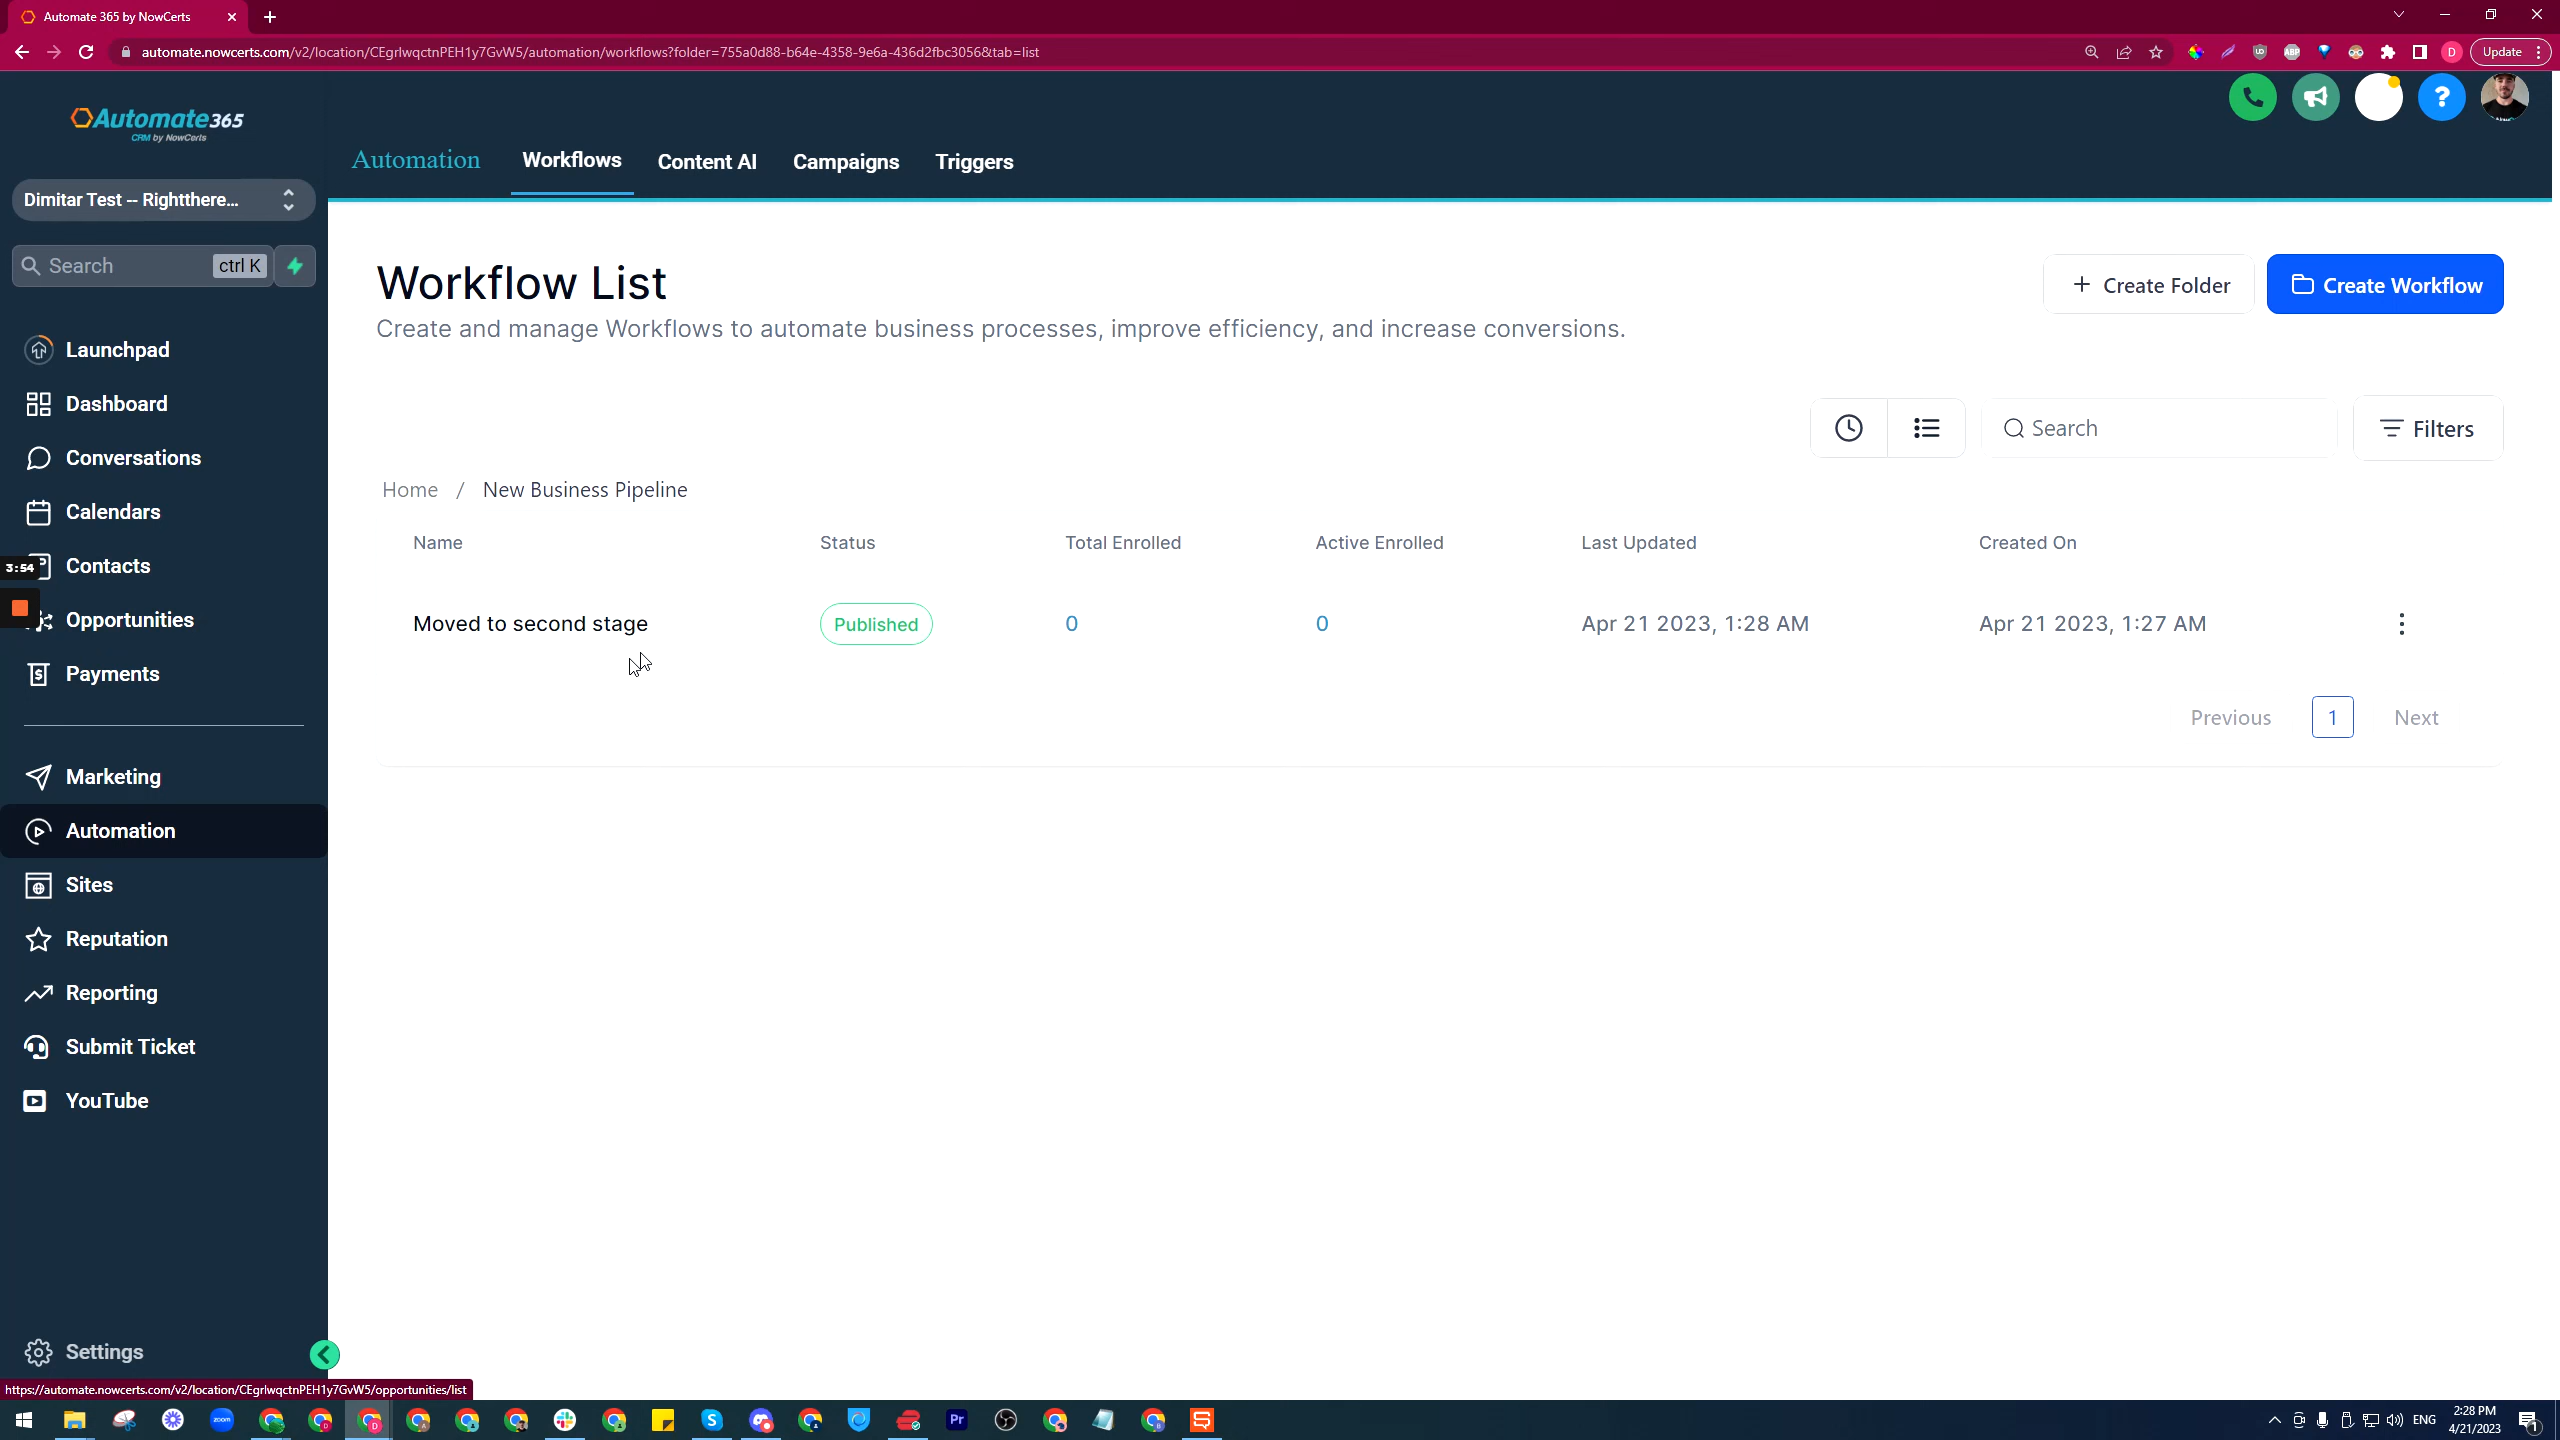 Automate 365 by NowCerts
automate.nowcerts.com/v2/location/CEgrlwqctnPEH1y7GvW5/automation/workflows?folder=755a0d88-b64e-4358-9e6a-436d2fbc3056&tab=list
D
Update
Automate365
CRM by NowCerts
Automation
Workflows
Content AI
Campaigns
Triggers
?
Dimitar Test -- Rightthere...
Search
ctrl K
Launchpad
Dashboard
Conversations
Calendars
3:54
Contacts
Opportunities
Payments
Marketing
Automation
Sites
Reputation
Reporting
Submit Ticket
YouTube
Settings
Workflow List
Create and manage Workflows to automate business processes, improve efficiency, and increase conversions.
+ Create Folder
Create Workflow
Search
Filters
Home / New Business Pipeline
Name Status Total Enrolled Active Enrolled Last Updated Created On
Moved to second stage Published 0 0 Apr 21 2023, 1:28 AM Apr 21 2023, 1:27 AM
Previous 1 Next
https://automate.nowcerts.com/v2/location/CEgrlwqctnPEH1y7GvW5/opportunities/list
zoom
S
Pr
ENG
2:28 PM
4/21/2023
1